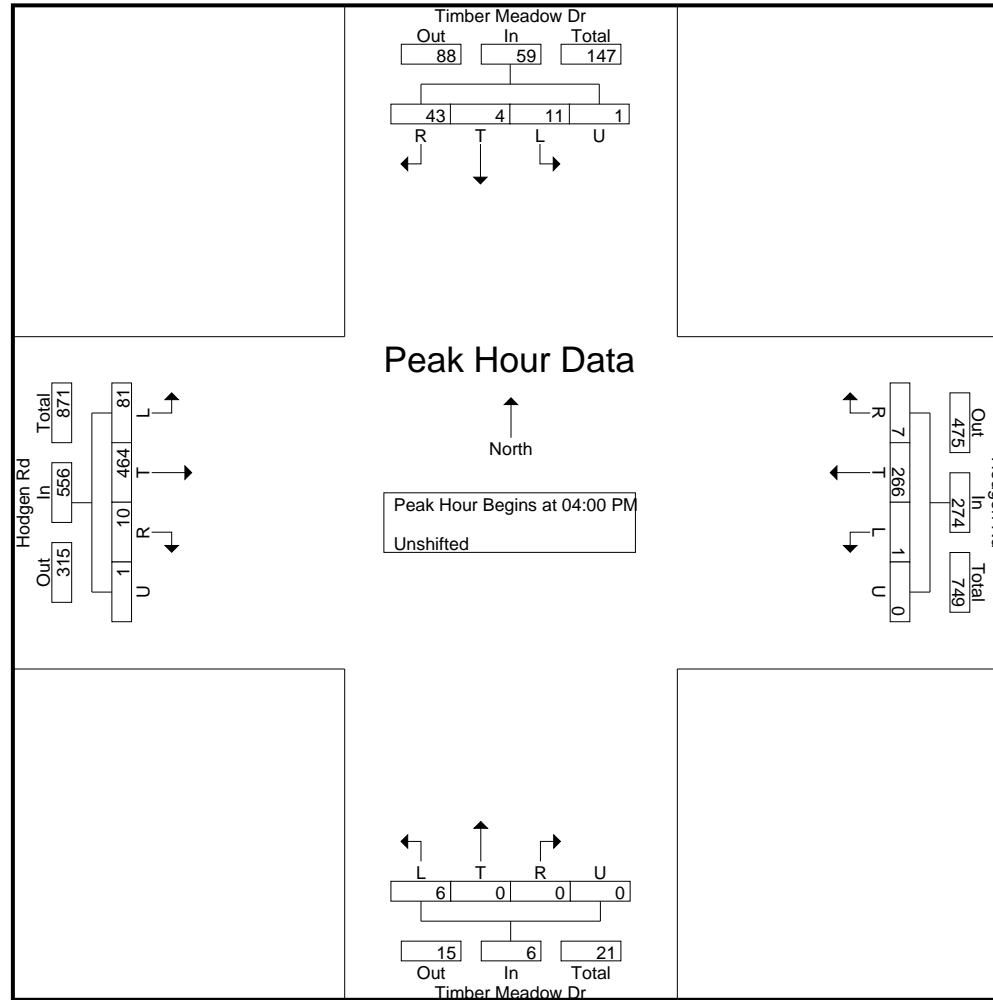 Timber Meadow Dr
Out In Total
88 59 147
43 4 11 1
R T L U
Peak Hour Data
North
Peak Hour Begins at 04:00 PM
Unshifted
Hodgen Rd
Total In Out
871 556 315
81 464 10 1
L T R U
R T L U
7 266 1 0
Out In Total
475 274 749
L T R U
6 0 0 0
15 6 21
Out In Total
Timber Meadow Dr